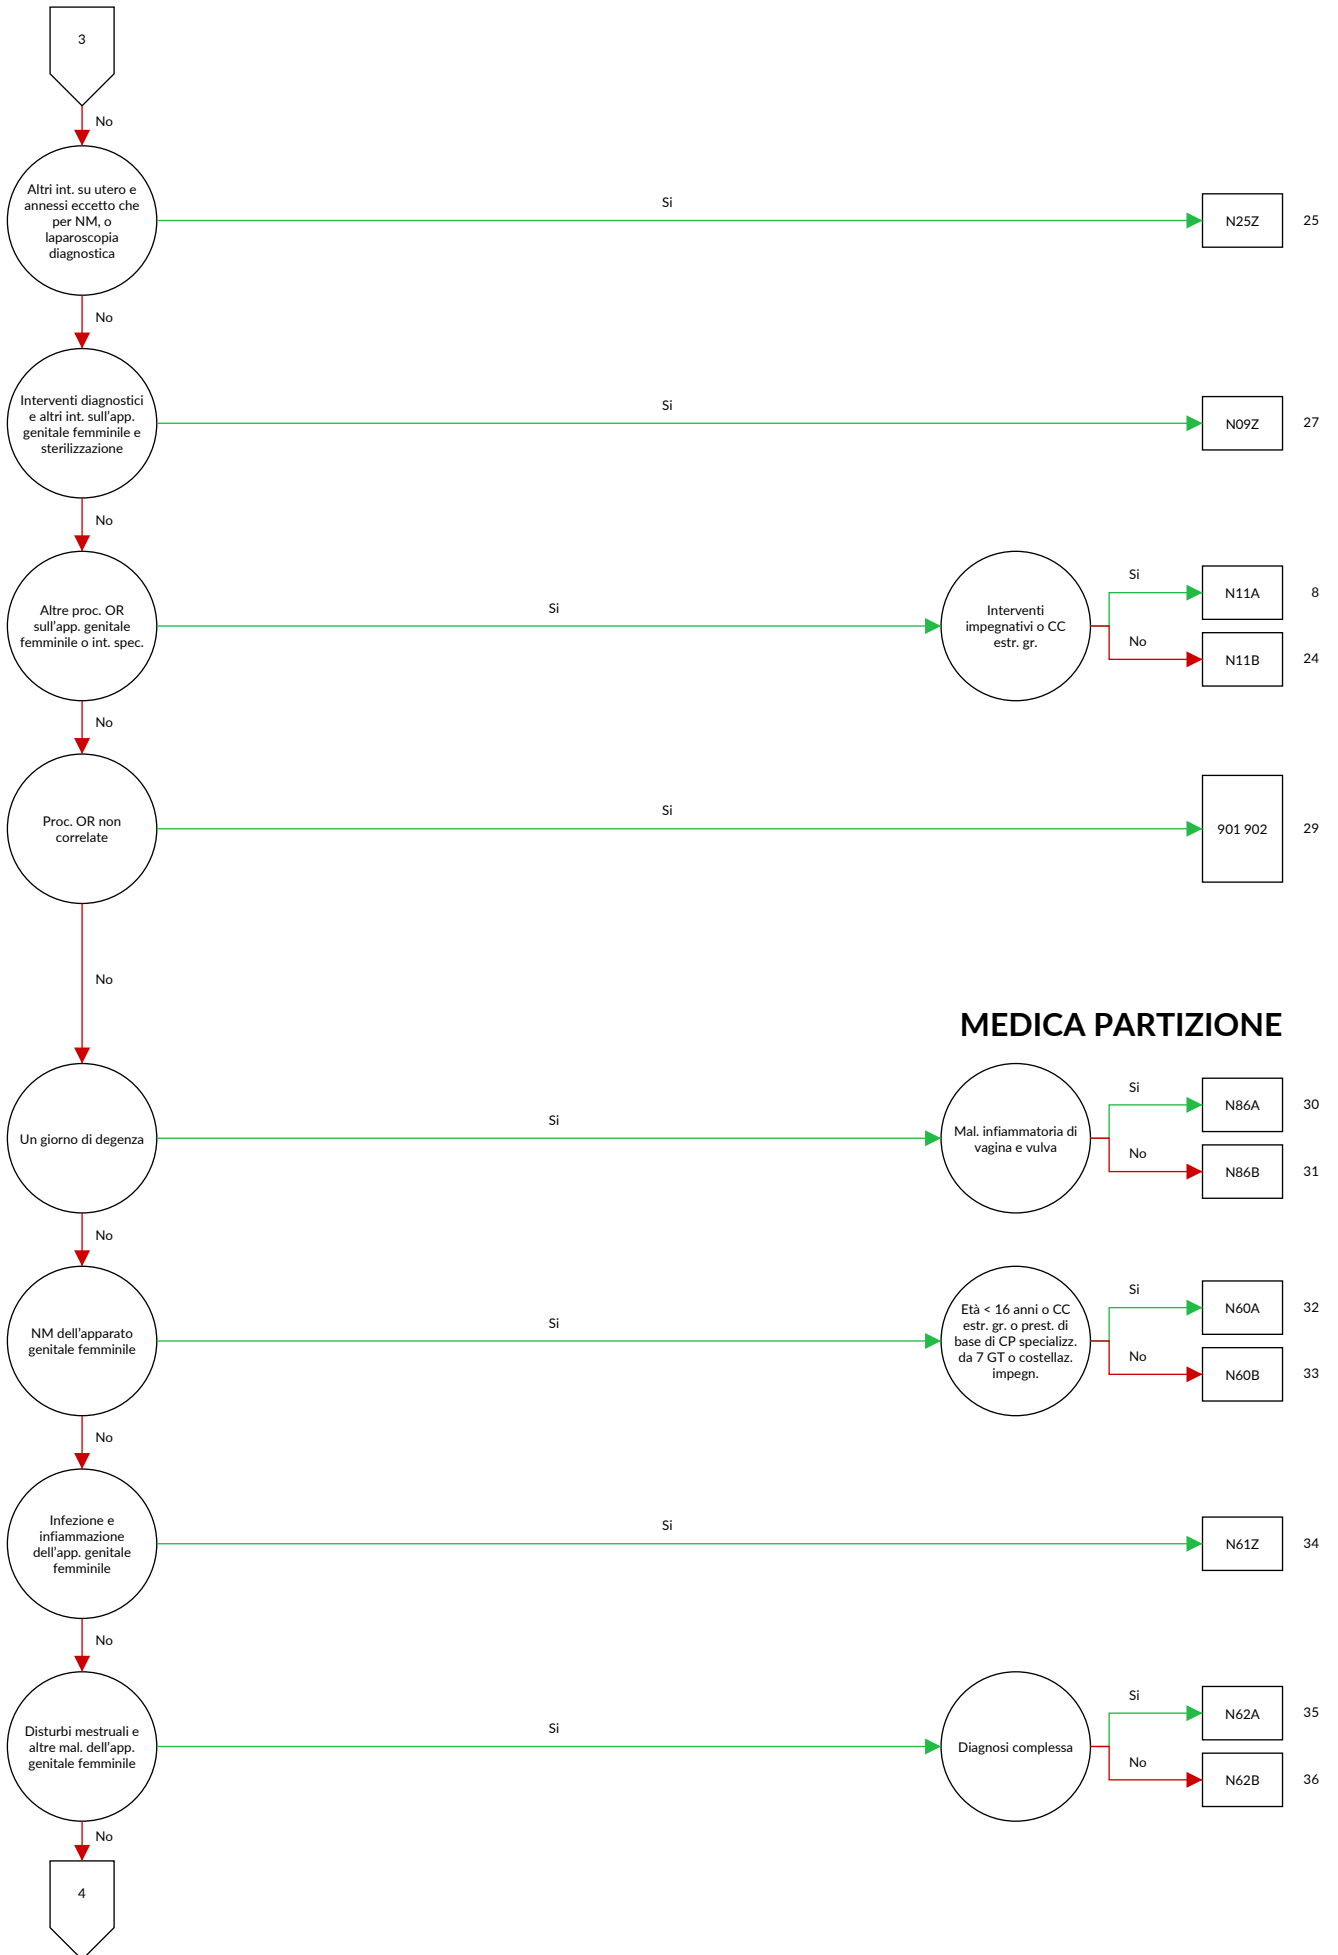 3
No
Altri int. su utero e
annessi eccetto che
per NM, o
laparoscopia
diagnostica
Si
N25Z
25
No
Interventi diagnostici
e altri int. sull'app.
genitale femminile e
sterilizzazione
Si
N09Z
27
No
Altre proc. OR
sull'app. genitale
femminile o int. spec.
Si
Interventi
impegnativi o CC
estr. gr.
Si
N11A
8
No
N11B
24
No
Proc. OR non
correlate
Si
901 902
29
No
MEDICA PARTIZIONE
Un giorno di degenza
Si
Mal. infiammatoria di
vagina e vulva
Si
N86A
30
No
N86B
31
No
NM dell'apparato
genitale femminile
Si
Età < 16 anni o CC
estr. gr. o prest. di
base di CP specializz.
da 7 GT o costellaz.
impegn.
Si
N60A
32
No
N60B
33
No
Infezione e
infiammazione
dell'app. genitale
femminile
Si
N61Z
34
No
Disturbi mestruali e
altre mal. dell'app.
genitale femminile
Si
Diagnosi complessa
Si
N62A
35
No
N62B
36
No
4